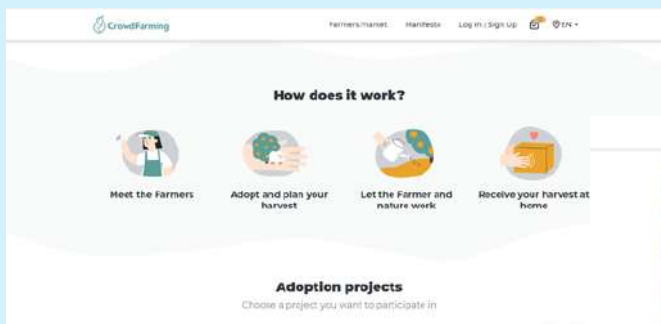 CrowdFarming
Farmers market Manifesto Log In / Sign Up EN
How does it work?
Meet the Farmers
Adopt and plan your
harvest
Let the Farmer and
nature work
Receive your harvest at
home
Adoption projects
Choose a project you want to participate in